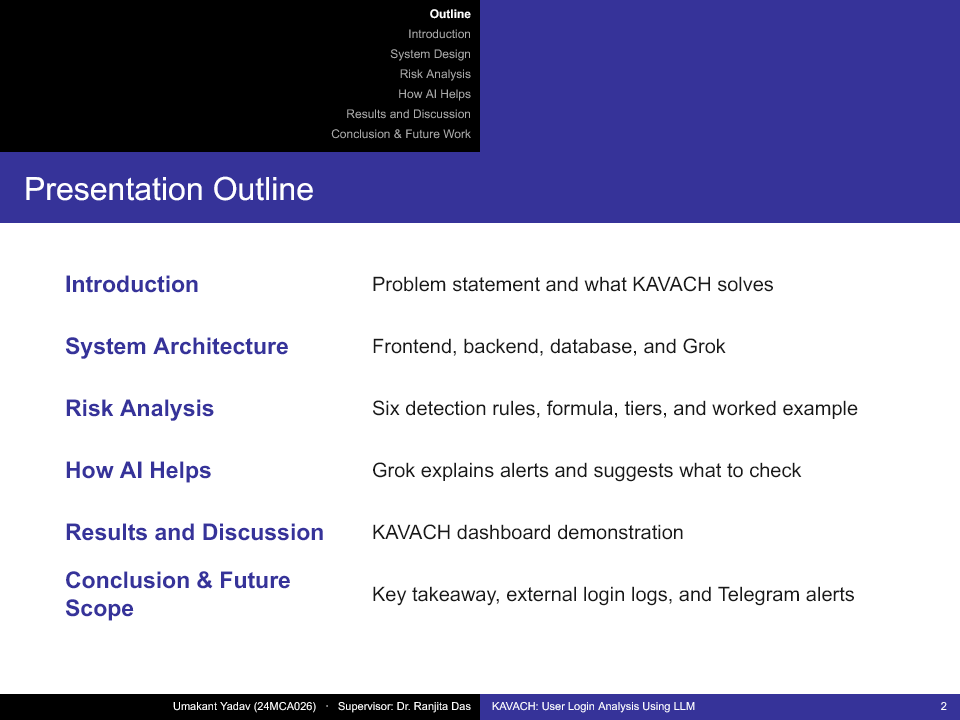 Outline
Introduction
System Design
Risk Analysis
How AI Helps
Results and Discussion
Conclusion & Future Work
Presentation Outline
Introduction
Problem statement and what KAVACH solves
System Architecture
Frontend, backend, database, and Grok
Risk Analysis
Six detection rules, formula, tiers, and worked example
How AI Helps
Grok explains alerts and suggests what to check
Results and Discussion
KAVACH dashboard demonstration
Conclusion & Future
Scope
Key takeaway, external login logs, and Telegram alerts
Umakant Yadav (24MCA026) · Supervisor: Dr. Ranjita Das
KAVACH: User Login Analysis Using LLM
2